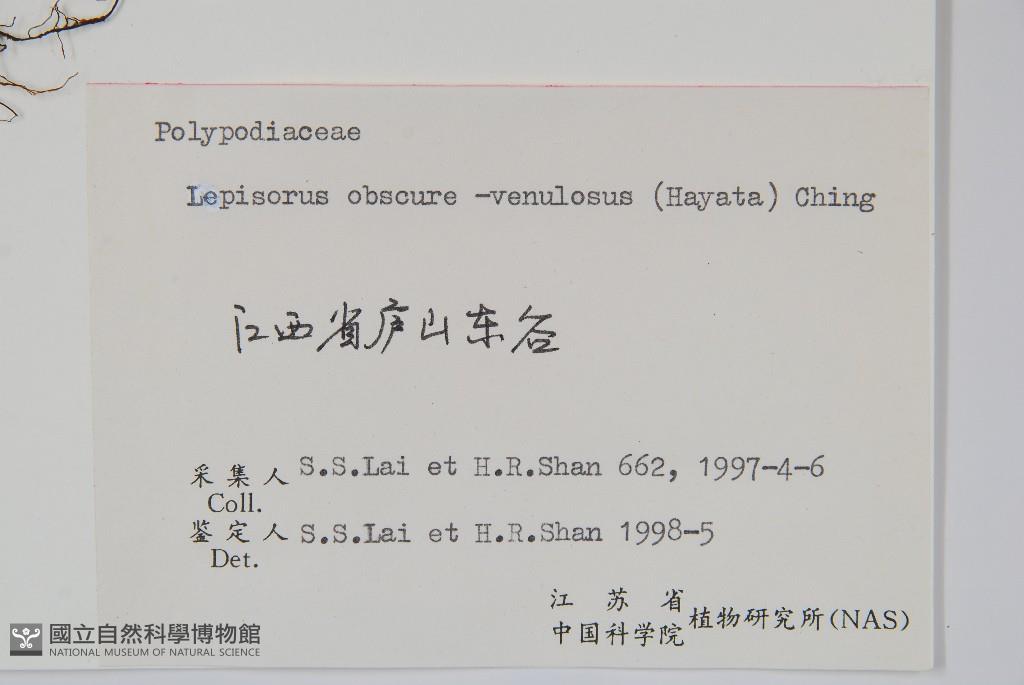 Polypodiaceae
Lepisorus obscure -venulosus (Hayata) Ching
江西省庐山东谷
采集人 S.S.Lai et H.R.Shan 662, 1997-4-6
Coll.
鉴定人 S.S.Lai et H.R.Shan 1998-5
Det.
江苏省
中国科学院 植物研究所(NAS)
國立自然科學博物館
NATIONAL MUSEUM OF NATURAL SCIENCE